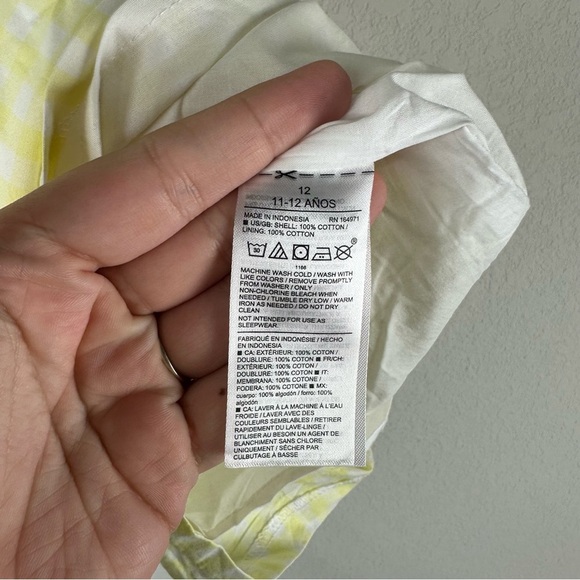 12
11-12 AÑOS
MADE IN INDONESIA RN 164971
■ US/GB: SHELL: 100% COTTON /
LINING: 100% COTTON
30
®
1166
MACHINE WASH COLD / WASH WITH
LIKE COLORS / REMOVE PROMPTLY
FROM WASHER / ONLY
NON-CHLORINE BLEACH WHEN
NEEDED / TUMBLE DRY LOW / WARM
IRON AS NEEDED / DO NOT DRY
CLEAN
NOT INTENDED FOR USE AS
SLEEPWEAR.
FABRIQUÉ EN INDONÉSIE / HECHO
EN INDONESIA
■ CA: EXTÉRIEUR: 100% COTON /
DOUBLURE: 100% COTON ■ FR/CH:
EXTÉRIEUR: 100% COTON /
DOUBLURE: 100% COTON ■ IT:
MEMBRANA: 100% COTONE /
FODERA: 100% COTONE ■ MX:
cuerpo: 100% algodón / forro: 100%
algodón
■ CA: LAVER À LA MACHINE À L'EAU
FROIDE / LAVER AVEC DES
COULEURS SEMBLABLES / RETIRER
RAPIDEMENT DU LAVE-LINGE /
UTILISER AU BESOIN UN AGENT DE
BLANCHIMENT SANS CHLORE
UNIQUEMENT / SÉCHER PAR
CULBUTAGE À BASSE